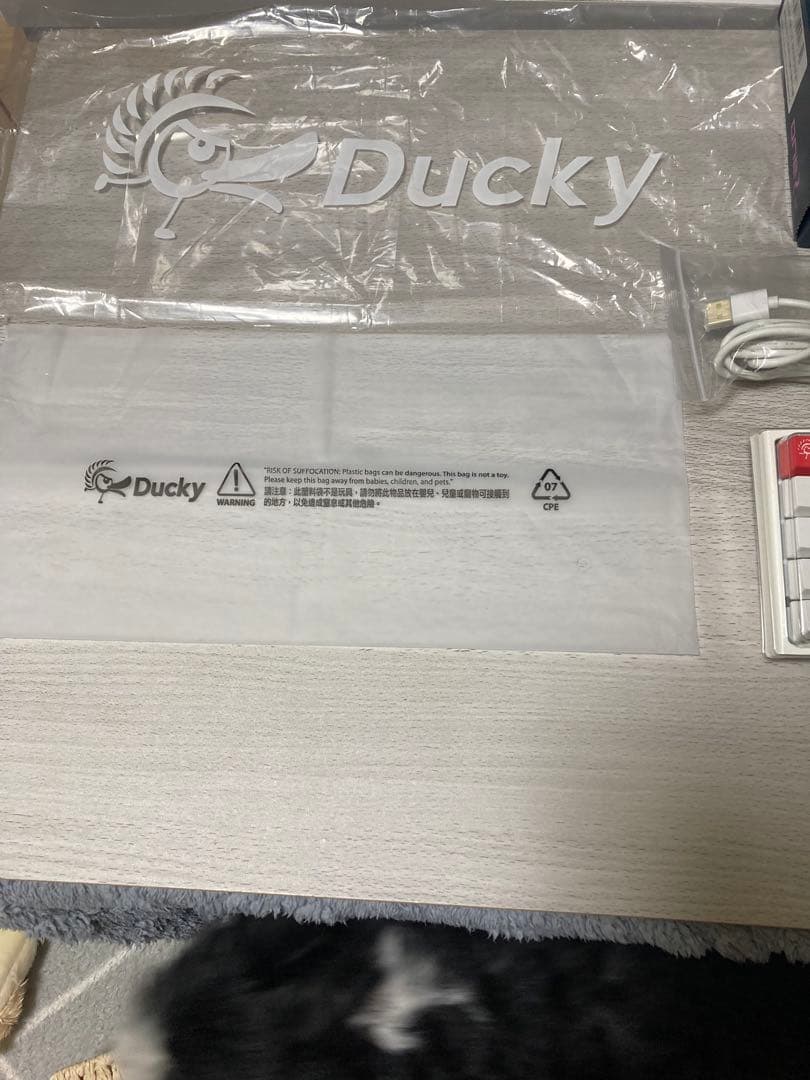 Ducky
Ducky
WARNING
"RISK OF SUFFOCATION: Plastic bags can be dangerous. This bag is not a toy.
Please keep this bag away from babies, children, and pets."
請注意：此塑料袋不是玩具，請勿將此物品放在嬰兒、兒童或寵物可接觸到
的地方，以免造成窒息或其他危險。
07
CPE